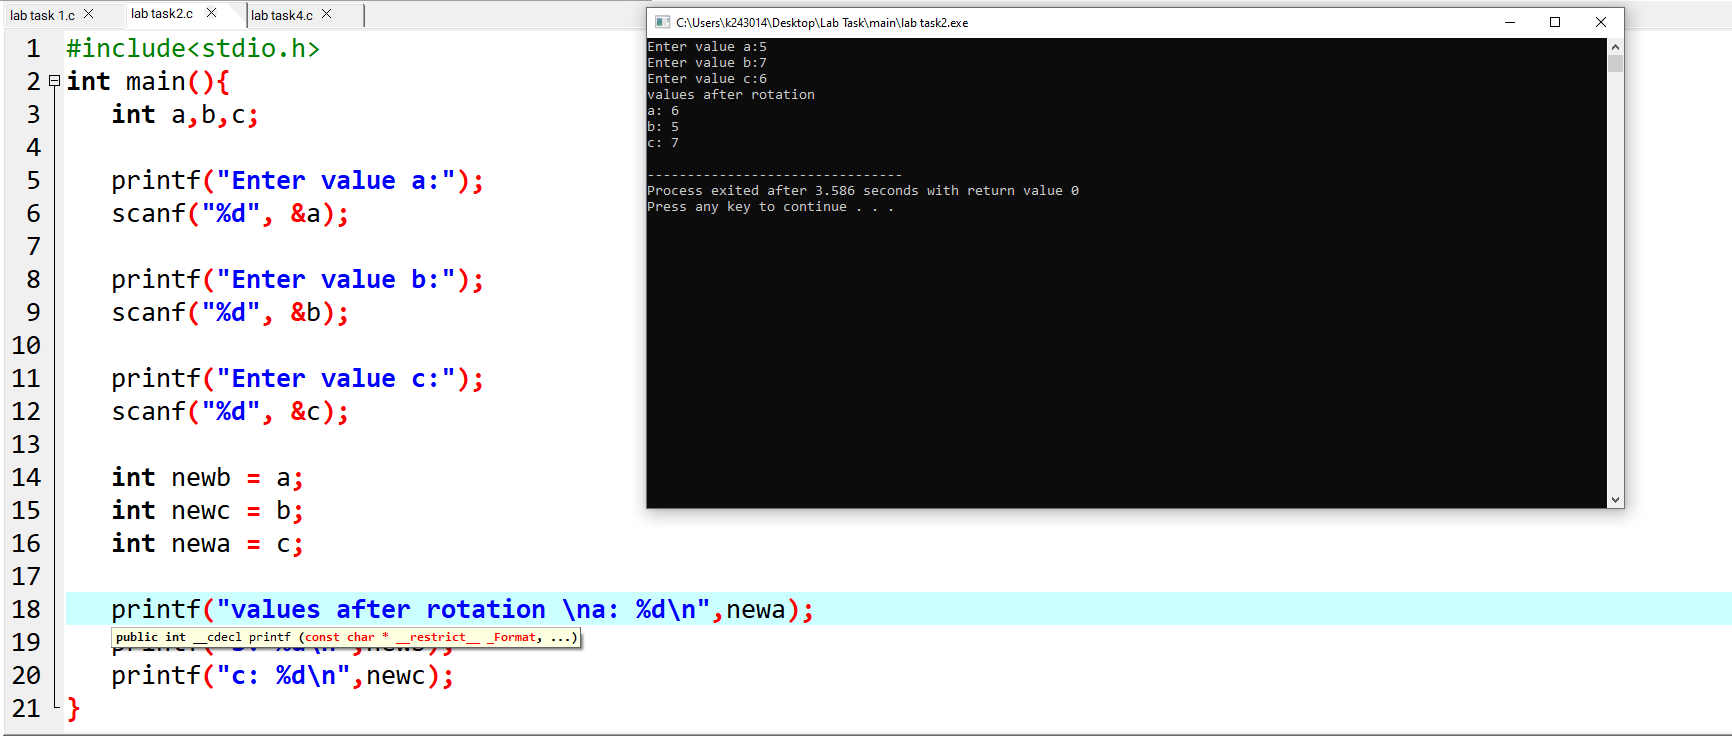 lab task 1.c
lab task2.c
lab task4.c
1 #include<stdio.h>
2 int main(){
3 int a,b,c;
4
5 printf("Enter value a:");
6 scanf("%d", &a);
7
8 printf("Enter value b:");
9 scanf("%d", &b);
10
11 printf("Enter value c:");
12 scanf("%d", &c);
13
14 int newb = a;
15 int newc = b;
16 int newa = c;
17
18 printf("values after rotation \na: %d\n",newa);
public int __cdecl printf (const char * __restrict__ _Format, ...)
19
20 printf("c: %d\n",newc);
21 }
C:\Users\k243014\Desktop\Lab Task\main\lab task2.exe
Enter value a:5
Enter value b:7
Enter value c:6
values after rotation
a: 6
b: 5
c: 7
--------------------------------
Process exited after 3.586 seconds with return value 0
Press any key to continue . . .